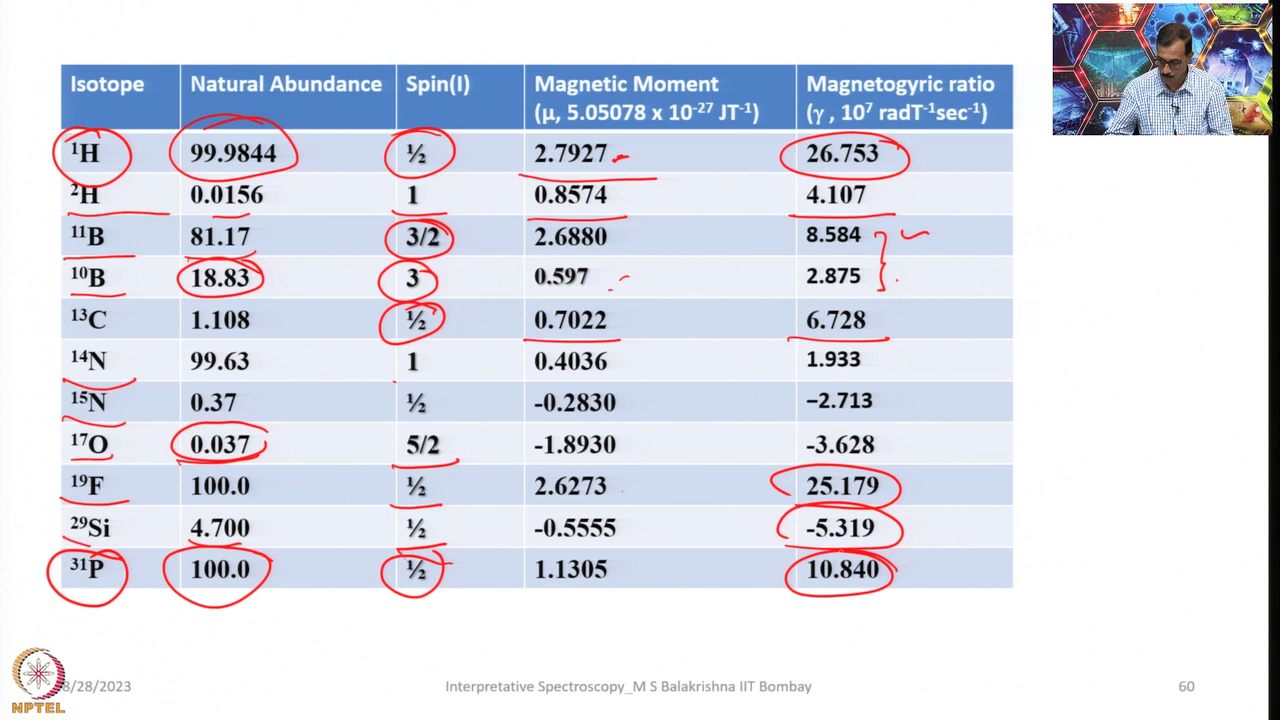 Isotope Natural Abundance Spin(I) Magnetic Moment (μ, 5.05078 x 10⁻²⁷ JT⁻¹) Magnetogyric ratio (γ , 10⁷ radT⁻¹sec⁻¹)
¹H 99.9844 ½ 2.7927 26.753
²H 0.0156 1 0.8574 4.107
¹¹B 81.17 3/2 2.6880 8.584
¹⁰B 18.83 3 0.597 2.875
¹³C 1.108 ½ 0.7022 6.728
¹⁴N 99.63 1 0.4036 1.933
¹⁵N 0.37 ½ -0.2830 −2.713
¹⁷O 0.037 5/2 -1.8930 -3.628
¹⁹F 100.0 ½ 2.6273 25.179
²⁹Si 4.700 ½ -0.5555 -5.319
³¹P 100.0 ½ 1.1305 10.840
8/28/2023 Interpretative Spectroscopy_M S Balakrishna IIT Bombay 60
NPTEL